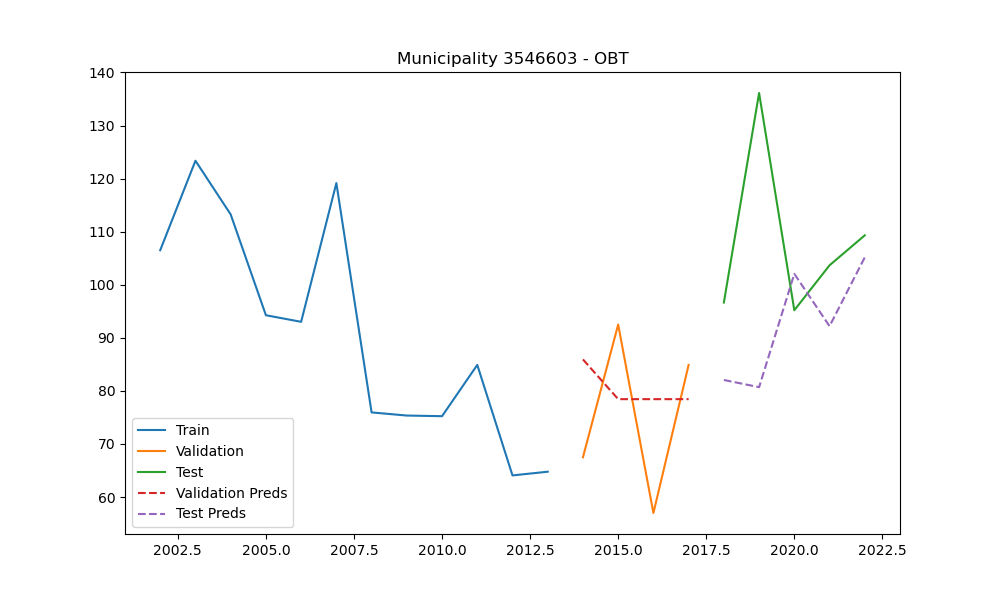 Municipality 3546603 - OBT
140
130
120
110
100
90
80
70
60
Train
Validation
Test
Validation Preds
Test Preds
2002.5 2005.0 2007.5 2010.0 2012.5 2015.0 2017.5 2020.0 2022.5